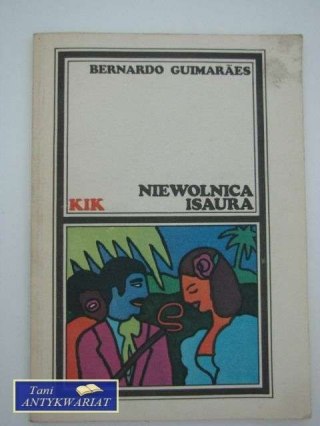 BERNARDO GUIMARÃES
KIK
NIEWOLNICA
ISAURA
Tani
ANTYKWARIAT